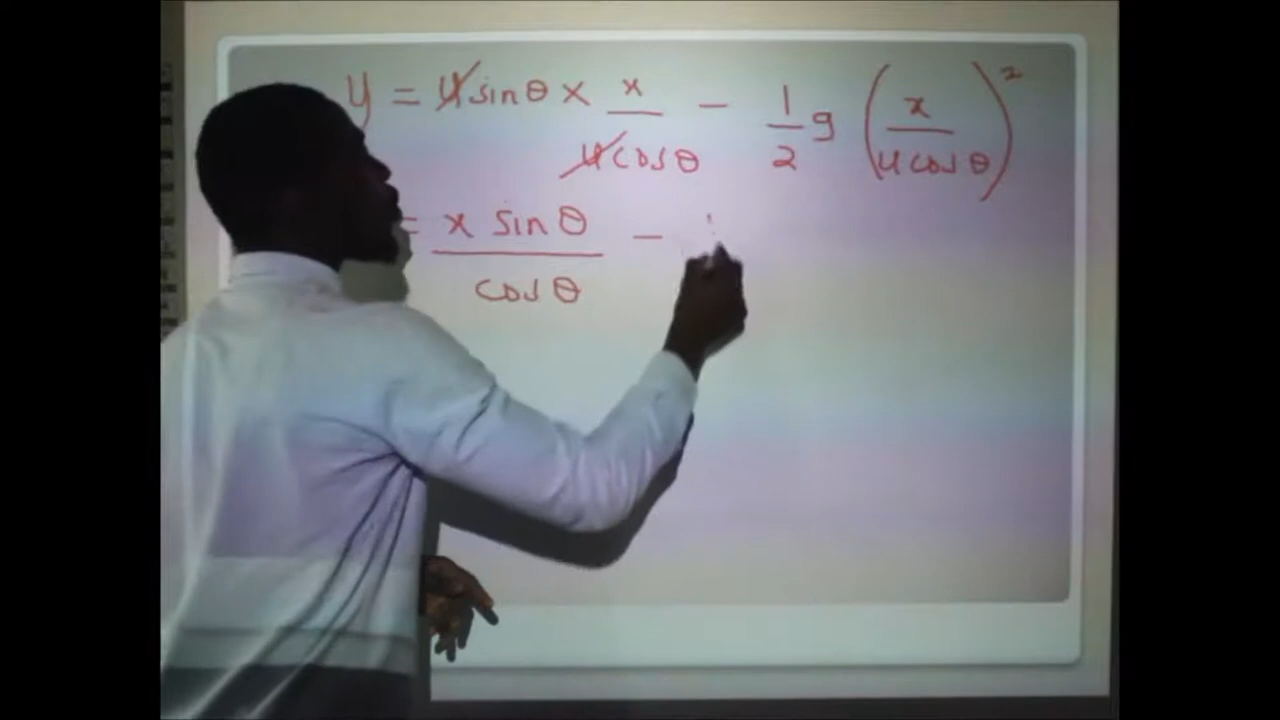 y = u sinθ × x/(u cosθ) - 1/2 g (x/(u cosθ))²
= x sinθ/cosθ -